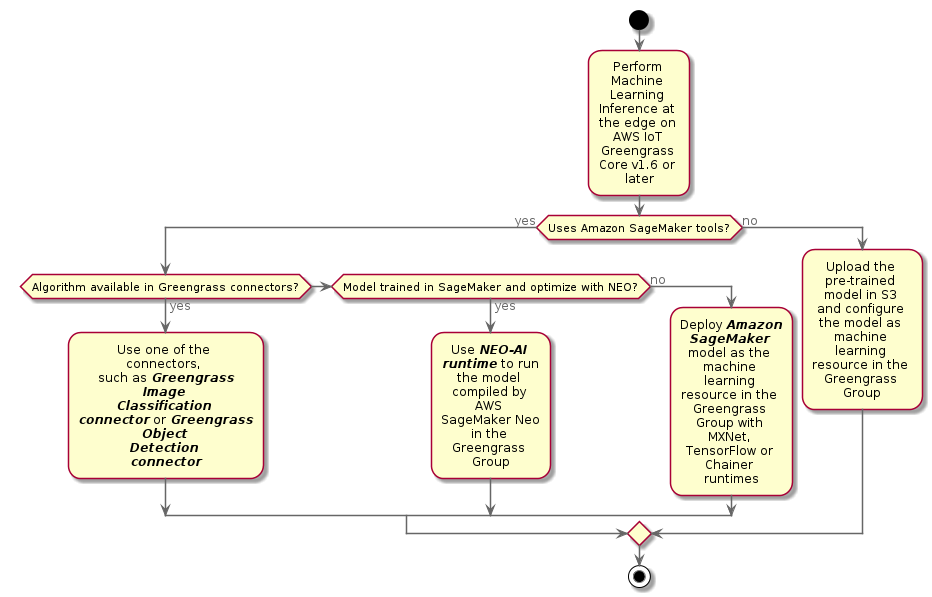 Perform
Machine
Learning
Inference at
the edge on
AWS IoT
Greengrass
Core v1.6 or
later
yes
Uses Amazon SageMaker tools?
no
Algorithm available in Greengrass connectors?
yes
Use one of the
connectors,
such as Greengrass
Image
Classification
connector or Greengrass
Object
Detection
connector
Model trained in SageMaker and optimize with NEO?
yes
Use NEO-AI
runtime to run
the model
compiled by
AWS
SageMaker Neo
in the
Greengrass
Group
no
Deploy Amazon
SageMaker
model as the
machine
learning
resource in the
Greengrass
Group with
MXNet,
TensorFlow or
Chainer
runtimes
Upload the
pre-trained
model in S3
and configure
the model as
machine
learning
resource in the
Greengrass
Group